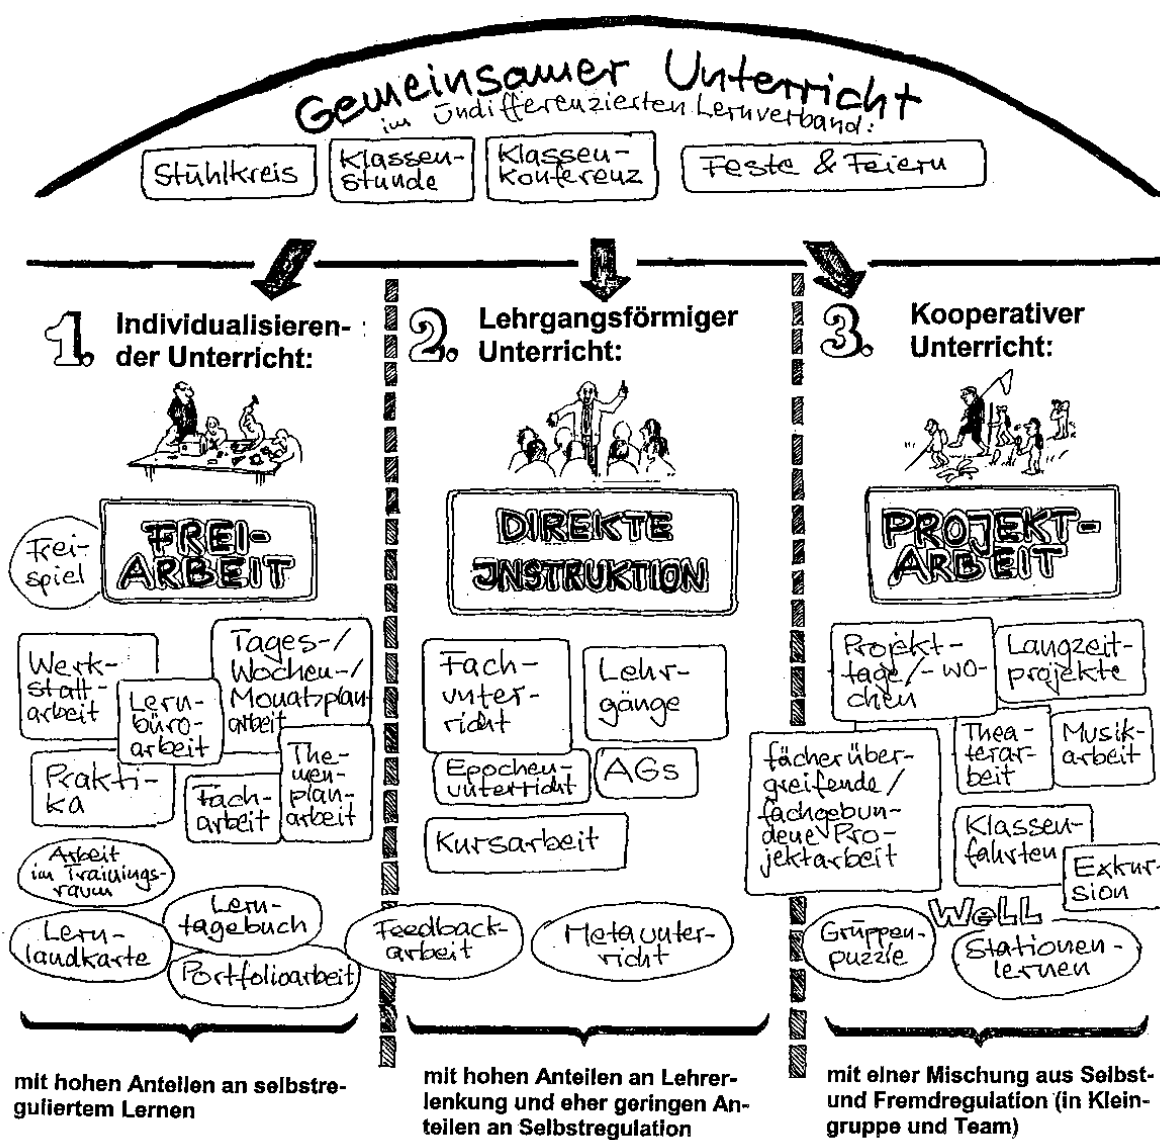 Gemeinsamer Unterricht
im Undifferenzierten Lernverband:
Stühlkreis
Klassen-
stunde
Klassen-
konferenz
Feste & Feiern
1. Individualisieren-
der Unterricht:
FREI-
ARBEIT
Frei-
spiel
Werk-
statt-
arbeit
Lern-
büro-
arbeit
Tages-/
Wochen-/
Monatsplan-
arbeit
Prakti-
ka
Fach-
arbeit
The-
men-
plan-
arbeit
Arbeit
im Trainings-
raum
Lern-
tagebuch
Lern-
landkarte
Portfolioarbeit
mit hohen Anteilen an selbstre-
guliertem Lernen
2. Lehrgangsförmiger
Unterricht:
DIREKTE
INSTRUKTION
Fach-
unter-
richt
Lehr-
gänge
Epochen-
unterricht
AGs
Kursarbeit
Feedback-
arbeit
Metaunter-
richt
mit hohen Anteilen an Lehrer-
lenkung und eher geringen An-
teilen an Selbstregulation
3. Kooperativer
Unterricht:
PROJEKT-
ARBEIT
Projekt-
tage/-wo-
chen
Langzeit-
projekte
Thea-
terar-
beit
Musik-
arbeit
fächerüber-
greifende/
fachgebun-
dene Pro-
jektarbeit
Klassen-
fahrten
Exkur-
sion
WELL
Gruppen-
puzzle
Stationen-
lernen
mit einer Mischung aus Selbst-
und Fremdregulation (in Klein-
gruppe und Team)